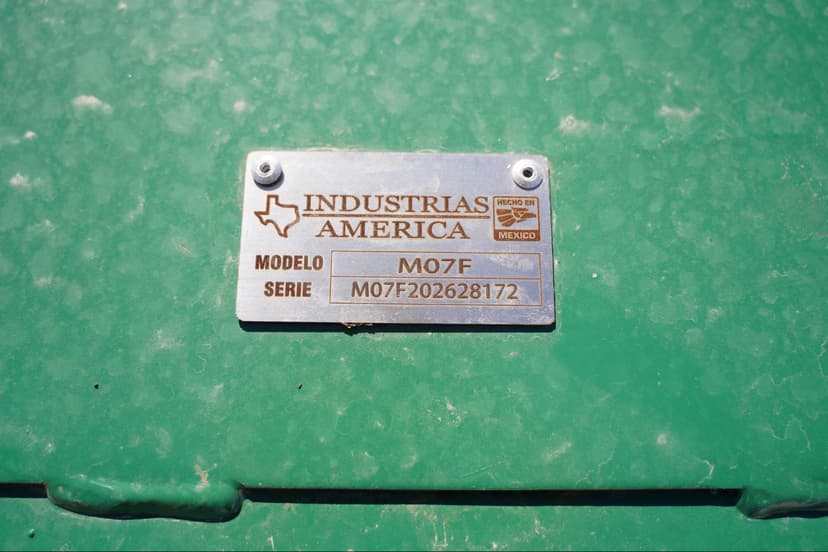 INDUSTRIAS
AMERICA
HECHO EN
MEXICO
MODELO M07F
SERIE M07F202628172